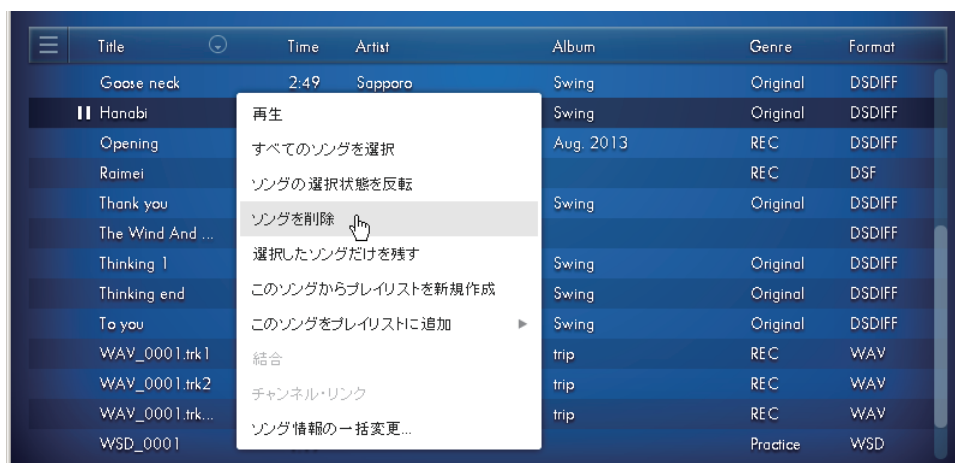 Title Time Artist Album Genre Format
Goose neck 2:49 Sapporo Swing Original DSDIFF
Hanabi Swing Original DSDIFF
Opening Aug. 2013 REC DSDIFF
Raimei REC DSF
Thank you Swing Original DSDIFF
The Wind And ... DSDIFF
Thinking 1 Swing Original DSDIFF
Thinking end Swing Original DSDIFF
To you Swing Original DSDIFF
WAV_0001.trk1 trip REC WAV
WAV_0001.trk2 trip REC WAV
WAV_0001.trk... trip REC WAV
WSD_0001 Practice WSD
再生
すべてのソングを選択
ソングの選択状態を反転
ソングを削除
選択したソングだけを残す
このソングからプレイリストを新規作成
このソングをプレイリストに追加
結合
チャンネル・リンク
ソング情報の一括変更...